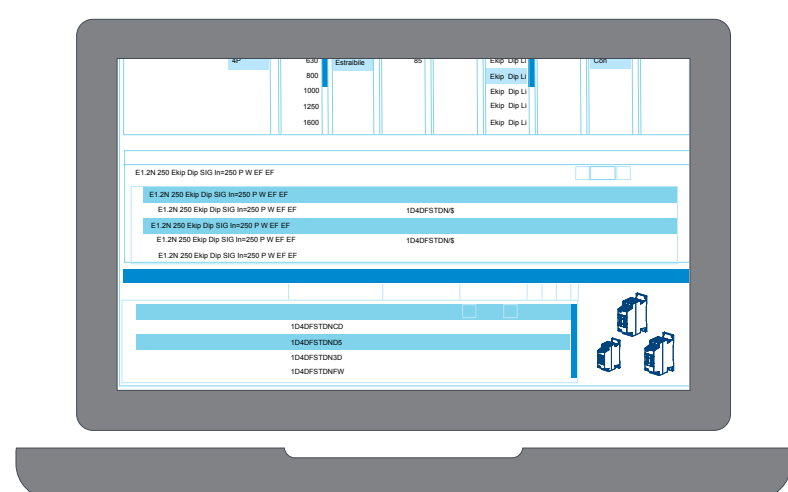 4P 630 Estraibile 85 Ekip Dip Li Con
800 Ekip Dip Li
1000 Ekip Dip Li
1250 Ekip Dip Li
1600 Ekip Dip Li
E1.2N 250 Ekip Dip SIG In=250 P W EF EF
E1.2N 250 Ekip Dip SIG In=250 P W EF EF
E1.2N 250 Ekip Dip SIG In=250 P W EF EF 1D4DFSTDN/$
E1.2N 250 Ekip Dip SIG In=250 P W EF EF
E1.2N 250 Ekip Dip SIG In=250 P W EF EF 1D4DFSTDN/$
E1.2N 250 Ekip Dip SIG In=250 P W EF EF
1D4DFSTDNCD
1D4DFSTDND5
1D4DFSTDN3D
1D4DFSTDNFW